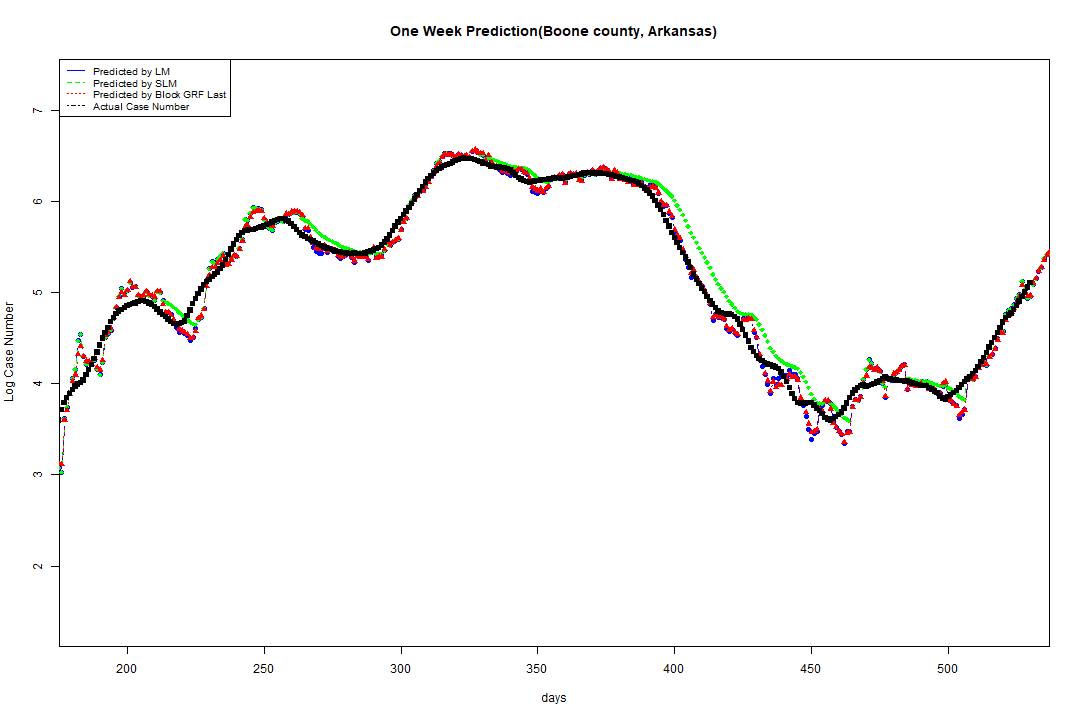 One Week Prediction(Boone county, Arkansas)
Predicted by LM
Predicted by SLM
Predicted by Block GRF Last
Actual Case Number
Log Case Number
7
6
5
4
3
2
200 250 300 350 400 450 500
days